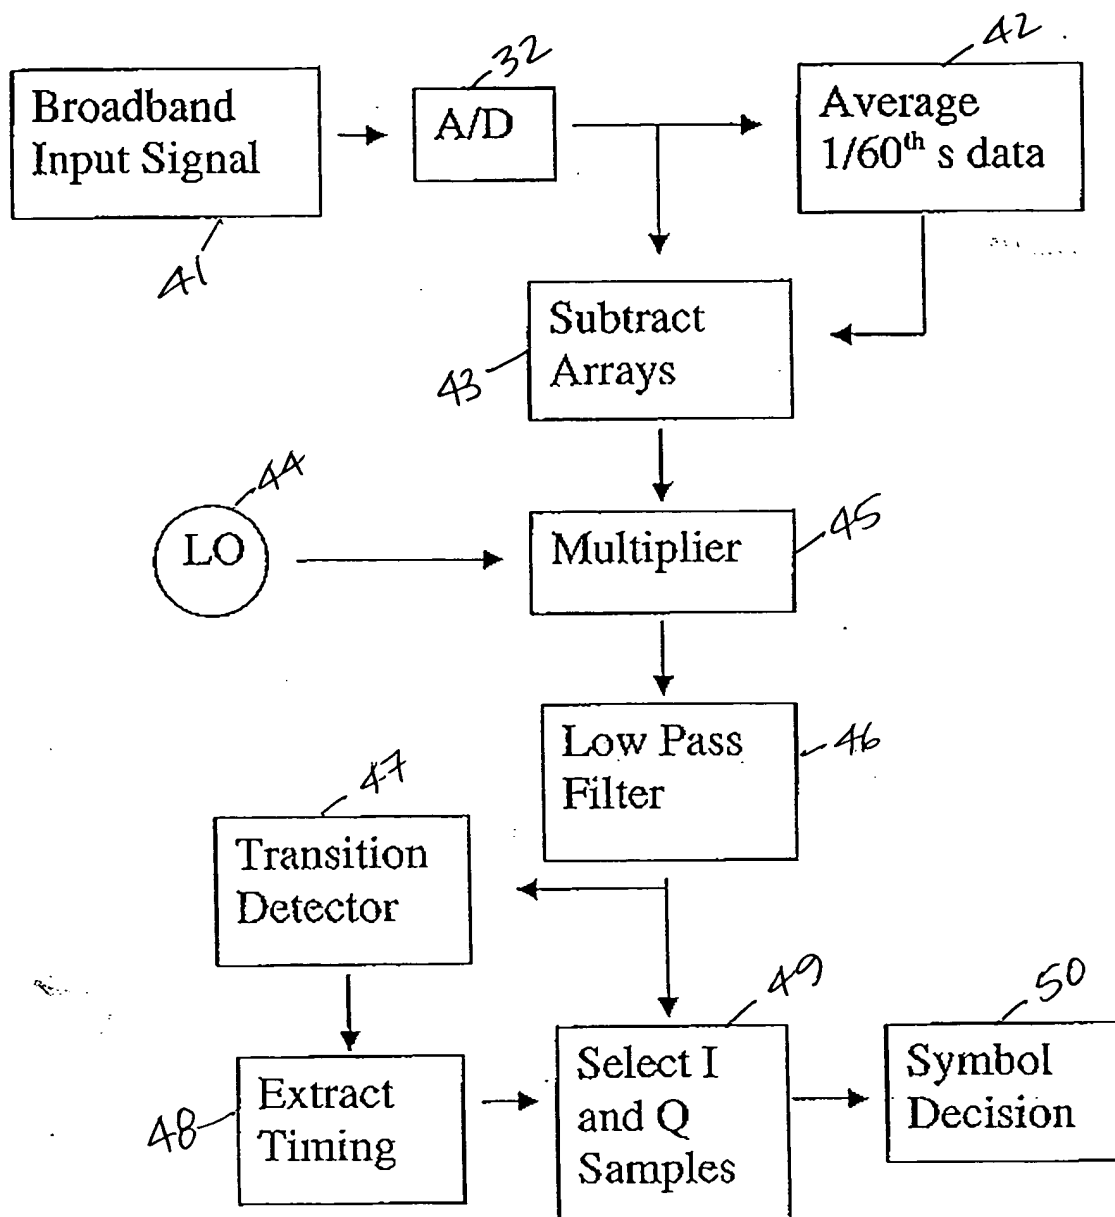 32
42
Broadband
Input Signal
A/D
Average
1/60th s data
41
Subtract
Arrays
43
44
LO
Multiplier
45
Low Pass
Filter
46
47
Transition
Detector
49
50
Extract
Timing
48
Select I
and Q
Samples
Symbol
Decision